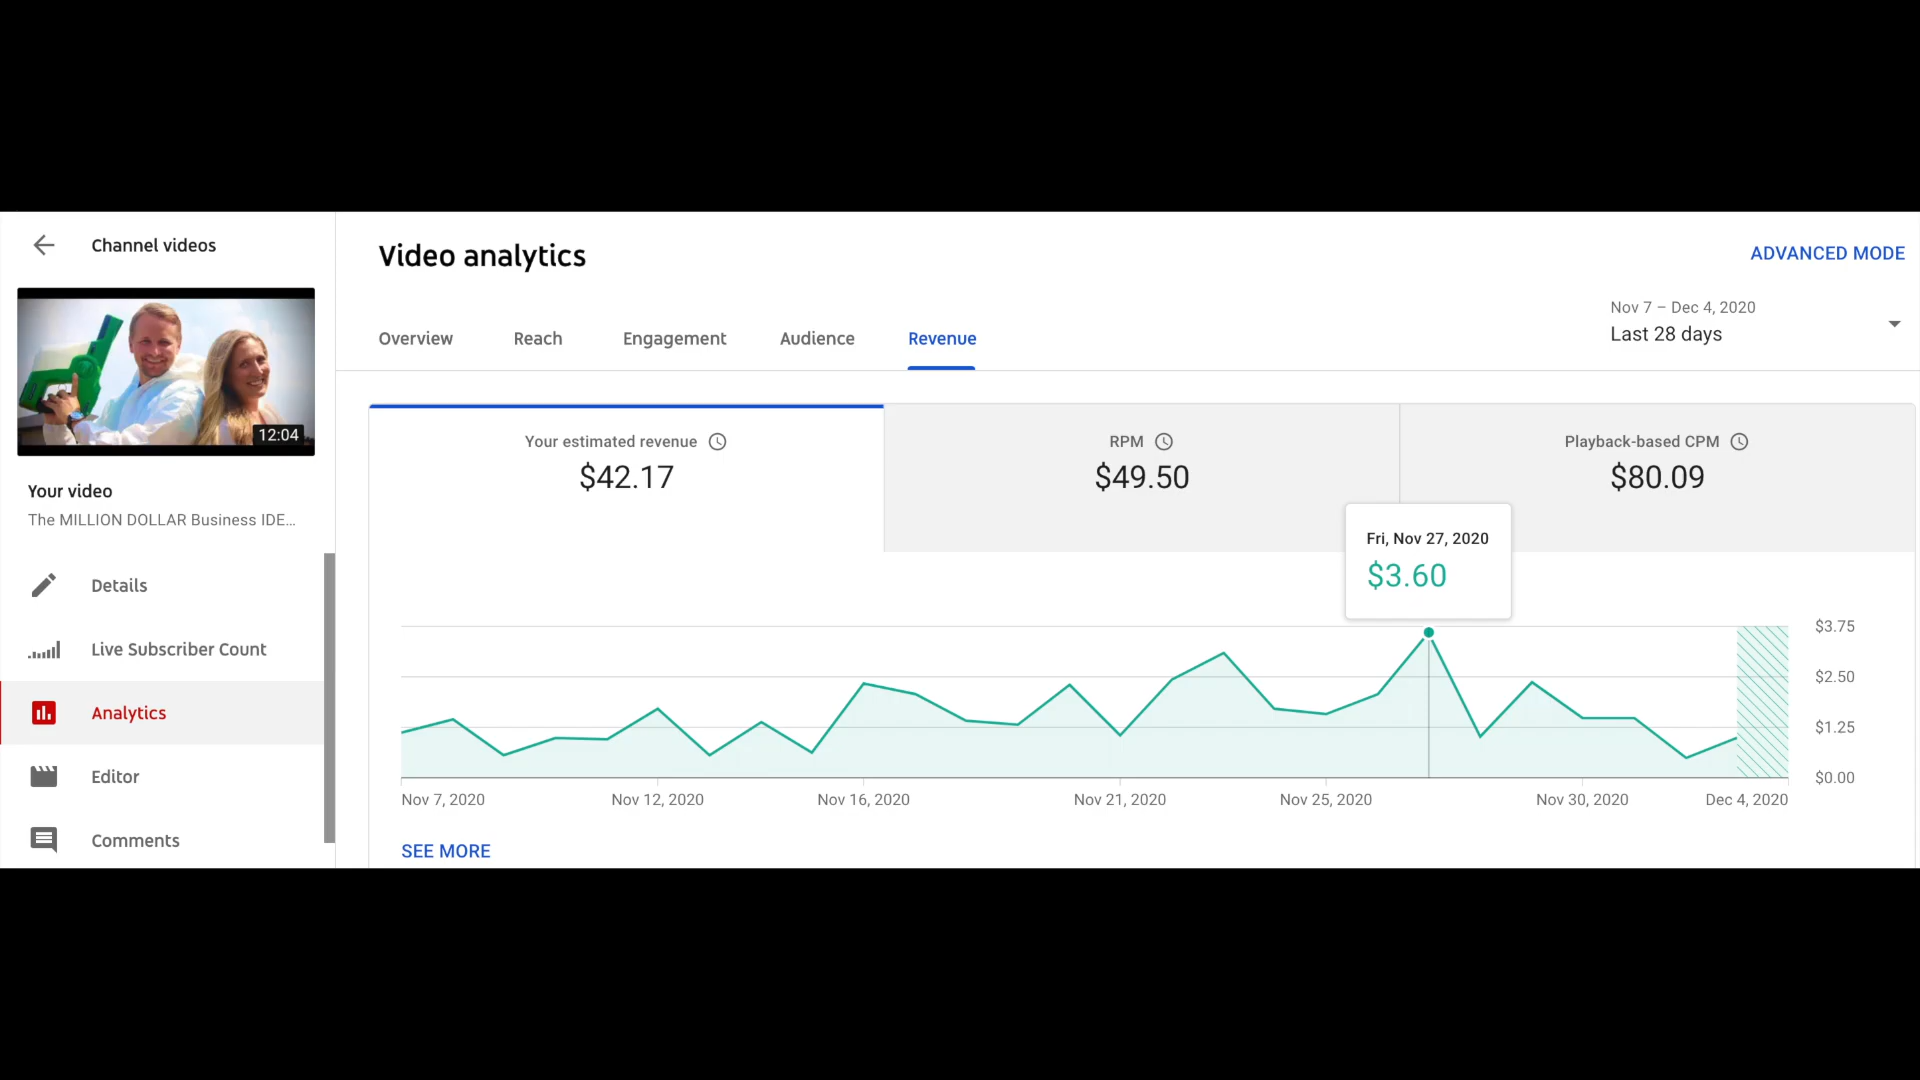 Channel videos
12:04
Your video
The MILLION DOLLAR Business IDE...
Details
Live Subscriber Count
Analytics
Editor
Comments
Video analytics
ADVANCED MODE
Overview Reach Engagement Audience Revenue
Nov 7 – Dec 4, 2020
Last 28 days
Your estimated revenue
$42.17
RPM
$49.50
Playback-based CPM
$80.09
Fri, Nov 27, 2020
$3.60
$3.75
$2.50
$1.25
$0.00
Nov 7, 2020 Nov 12, 2020 Nov 16, 2020 Nov 21, 2020 Nov 25, 2020 Nov 30, 2020 Dec 4, 2020
SEE MORE